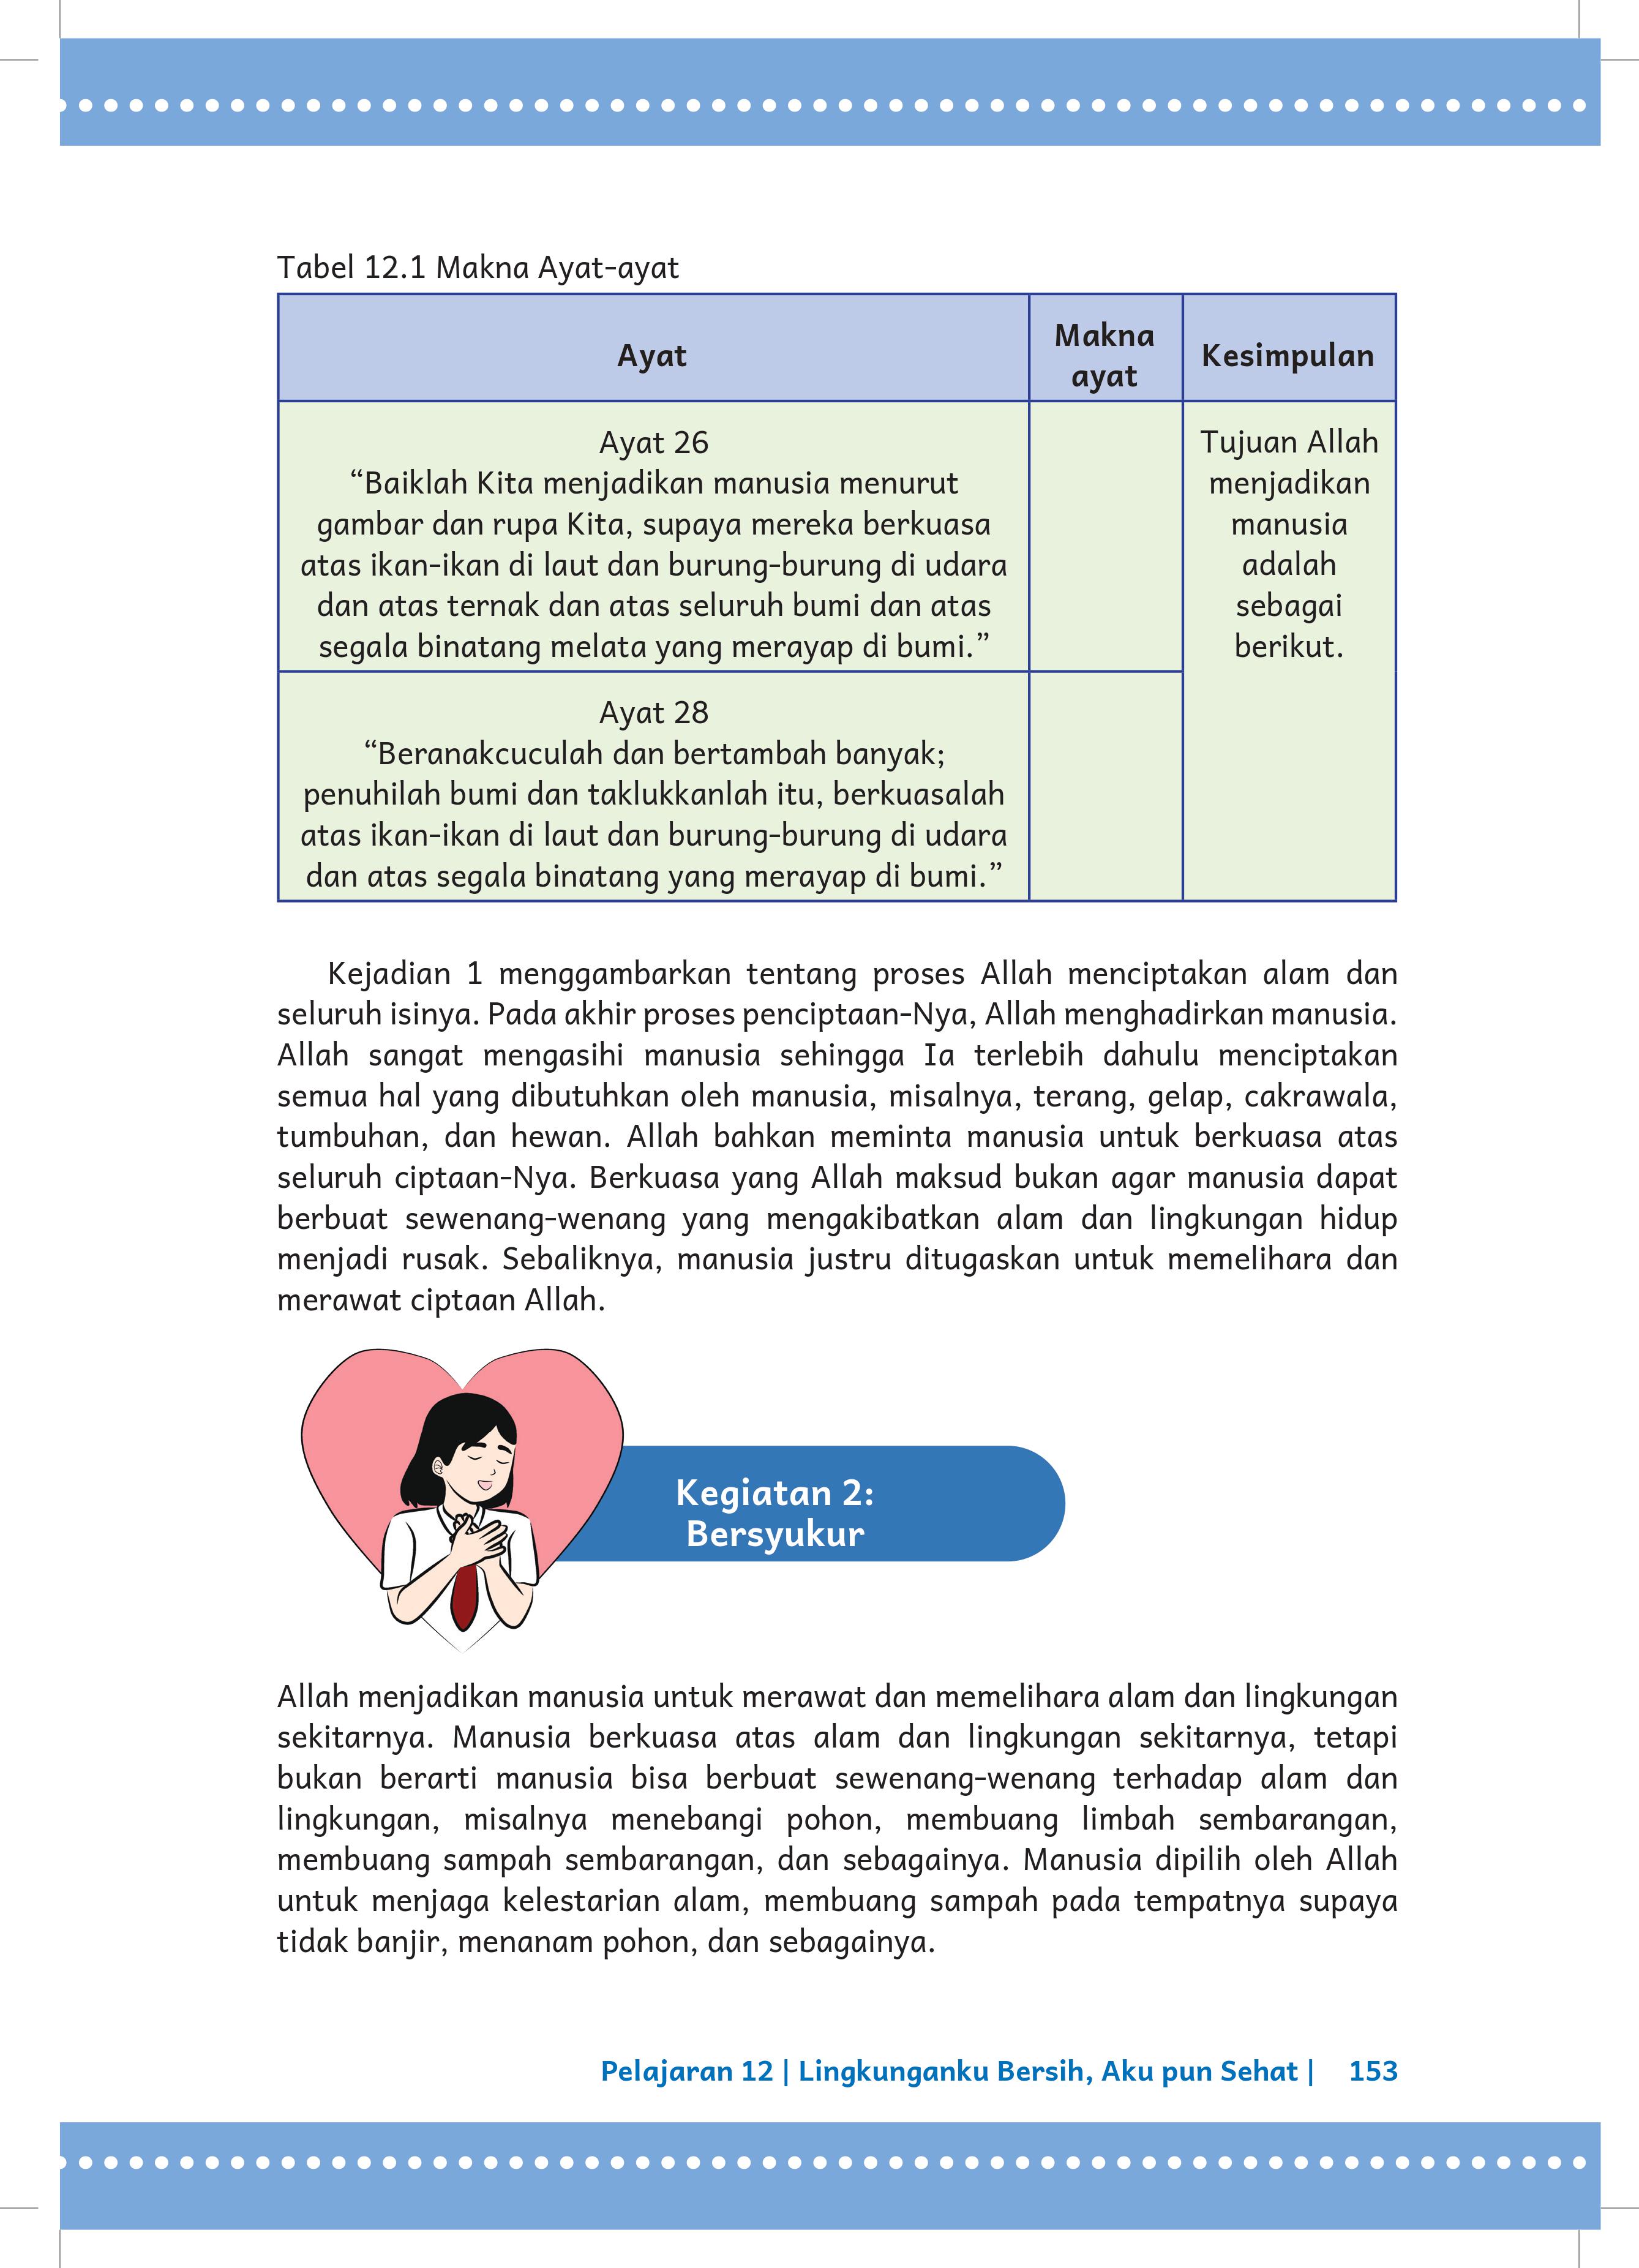 Tabel 12.1 Makna Ayat-ayat
Ayat
Makna
ayat
Kesimpulan
Ayat 26
“Baiklah Kita menjadikan manusia menurut
gambar dan rupa Kita, supaya mereka berkuasa
atas ikan-ikan di laut dan burung-burung di udara
dan atas ternak dan atas seluruh bumi dan atas
segala binatang melata yang merayap di bumi.”
Tujuan Allah
menjadikan
manusia
adalah
sebagai
berikut.
Ayat 28
“Beranakcuculah dan bertambah banyak;
penuhilah bumi dan taklukkanlah itu, berkuasalah
atas ikan-ikan di laut dan burung-burung di udara
dan atas segala binatang yang merayap di bumi.”
Kejadian 1 menggambarkan tentang proses Allah menciptakan alam dan
seluruh isinya. Pada akhir proses penciptaan-Nya, Allah menghadirkan manusia.
Allah sangat mengasihi manusia sehingga Ia terlebih dahulu menciptakan
semua hal yang dibutuhkan oleh manusia, misalnya, terang, gelap, cakrawala,
tumbuhan, dan hewan. Allah bahkan meminta manusia untuk berkuasa atas
seluruh ciptaan-Nya. Berkuasa yang Allah maksud bukan agar manusia dapat
berbuat sewenang-wenang yang mengakibatkan alam dan lingkungan hidup
menjadi rusak. Sebaliknya, manusia justru ditugaskan untuk memelihara dan
merawat ciptaan Allah.
Kegiatan 2:
Bersyukur
Allah menjadikan manusia untuk merawat dan memelihara alam dan lingkungan
sekitarnya. Manusia berkuasa atas alam dan lingkungan sekitarnya, tetapi
bukan berarti manusia bisa berbuat sewenang-wenang terhadap alam dan
lingkungan, misalnya menebangi pohon, membuang limbah sembarangan,
membuang sampah sembarangan, dan sebagainya. Manusia dipilih oleh Allah
untuk menjaga kelestarian alam, membuang sampah pada tempatnya supaya
tidak banjir, menanam pohon, dan sebagainya.
Pelajaran 12 | Lingkunganku Bersih, Aku pun Sehat | 153